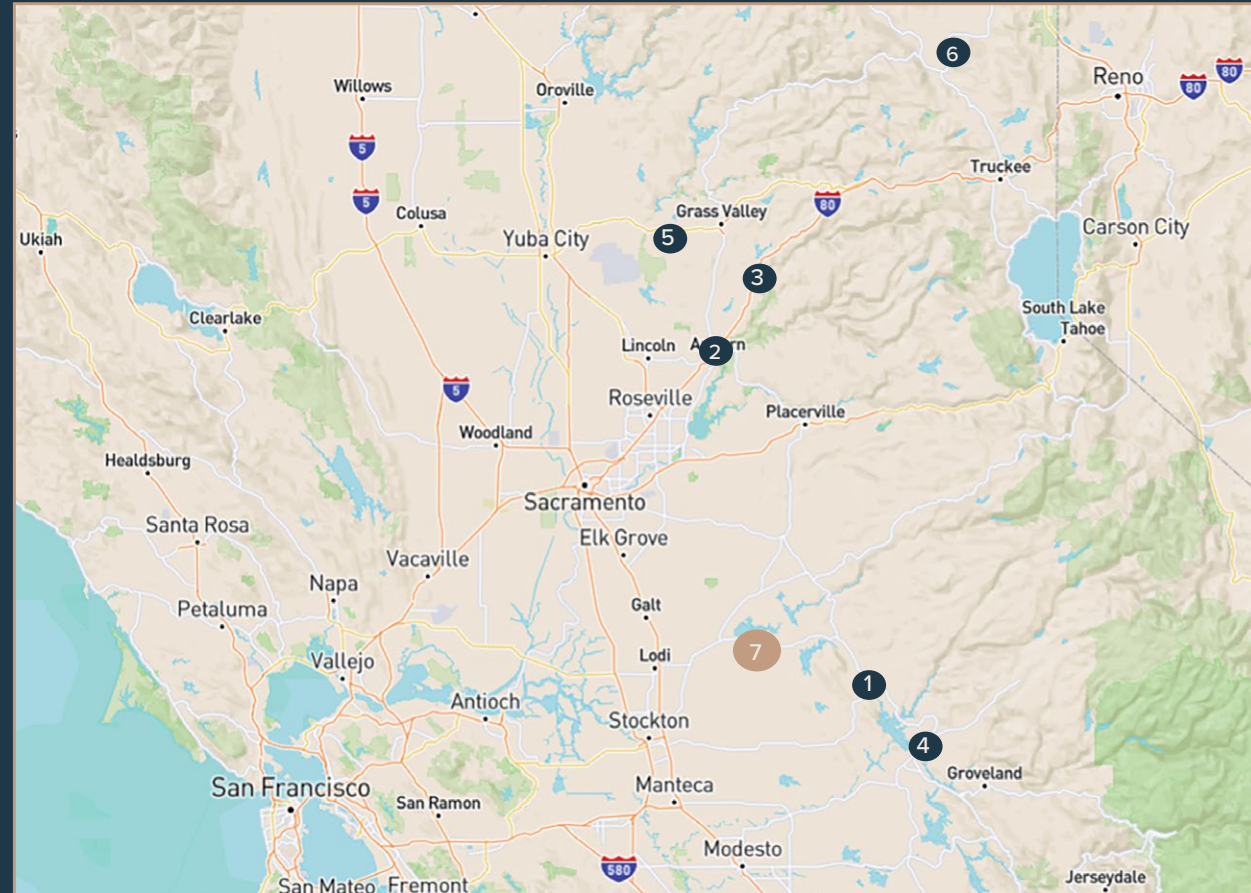 6
80
Reno
80
Willows
Oroville
5
Truckee
5
80
Colusa
Grass Valley
Ukiah
Yuba City
5
Carson City
3
Clearlake
South Lake
Tahoe
Lincoln
2
5
Roseville
Placerville
Woodland
Healdsburg
Sacramento
Santa Rosa
Elk Grove
Vacaville
Napa
Petaluma
Galt
Vallejo
Lodi
7
1
Antioch
Stockton
4
Groveland
San Francisco
Manteca
San Ramon
Modesto
580
Jerseydale
San Mateo
Fremont